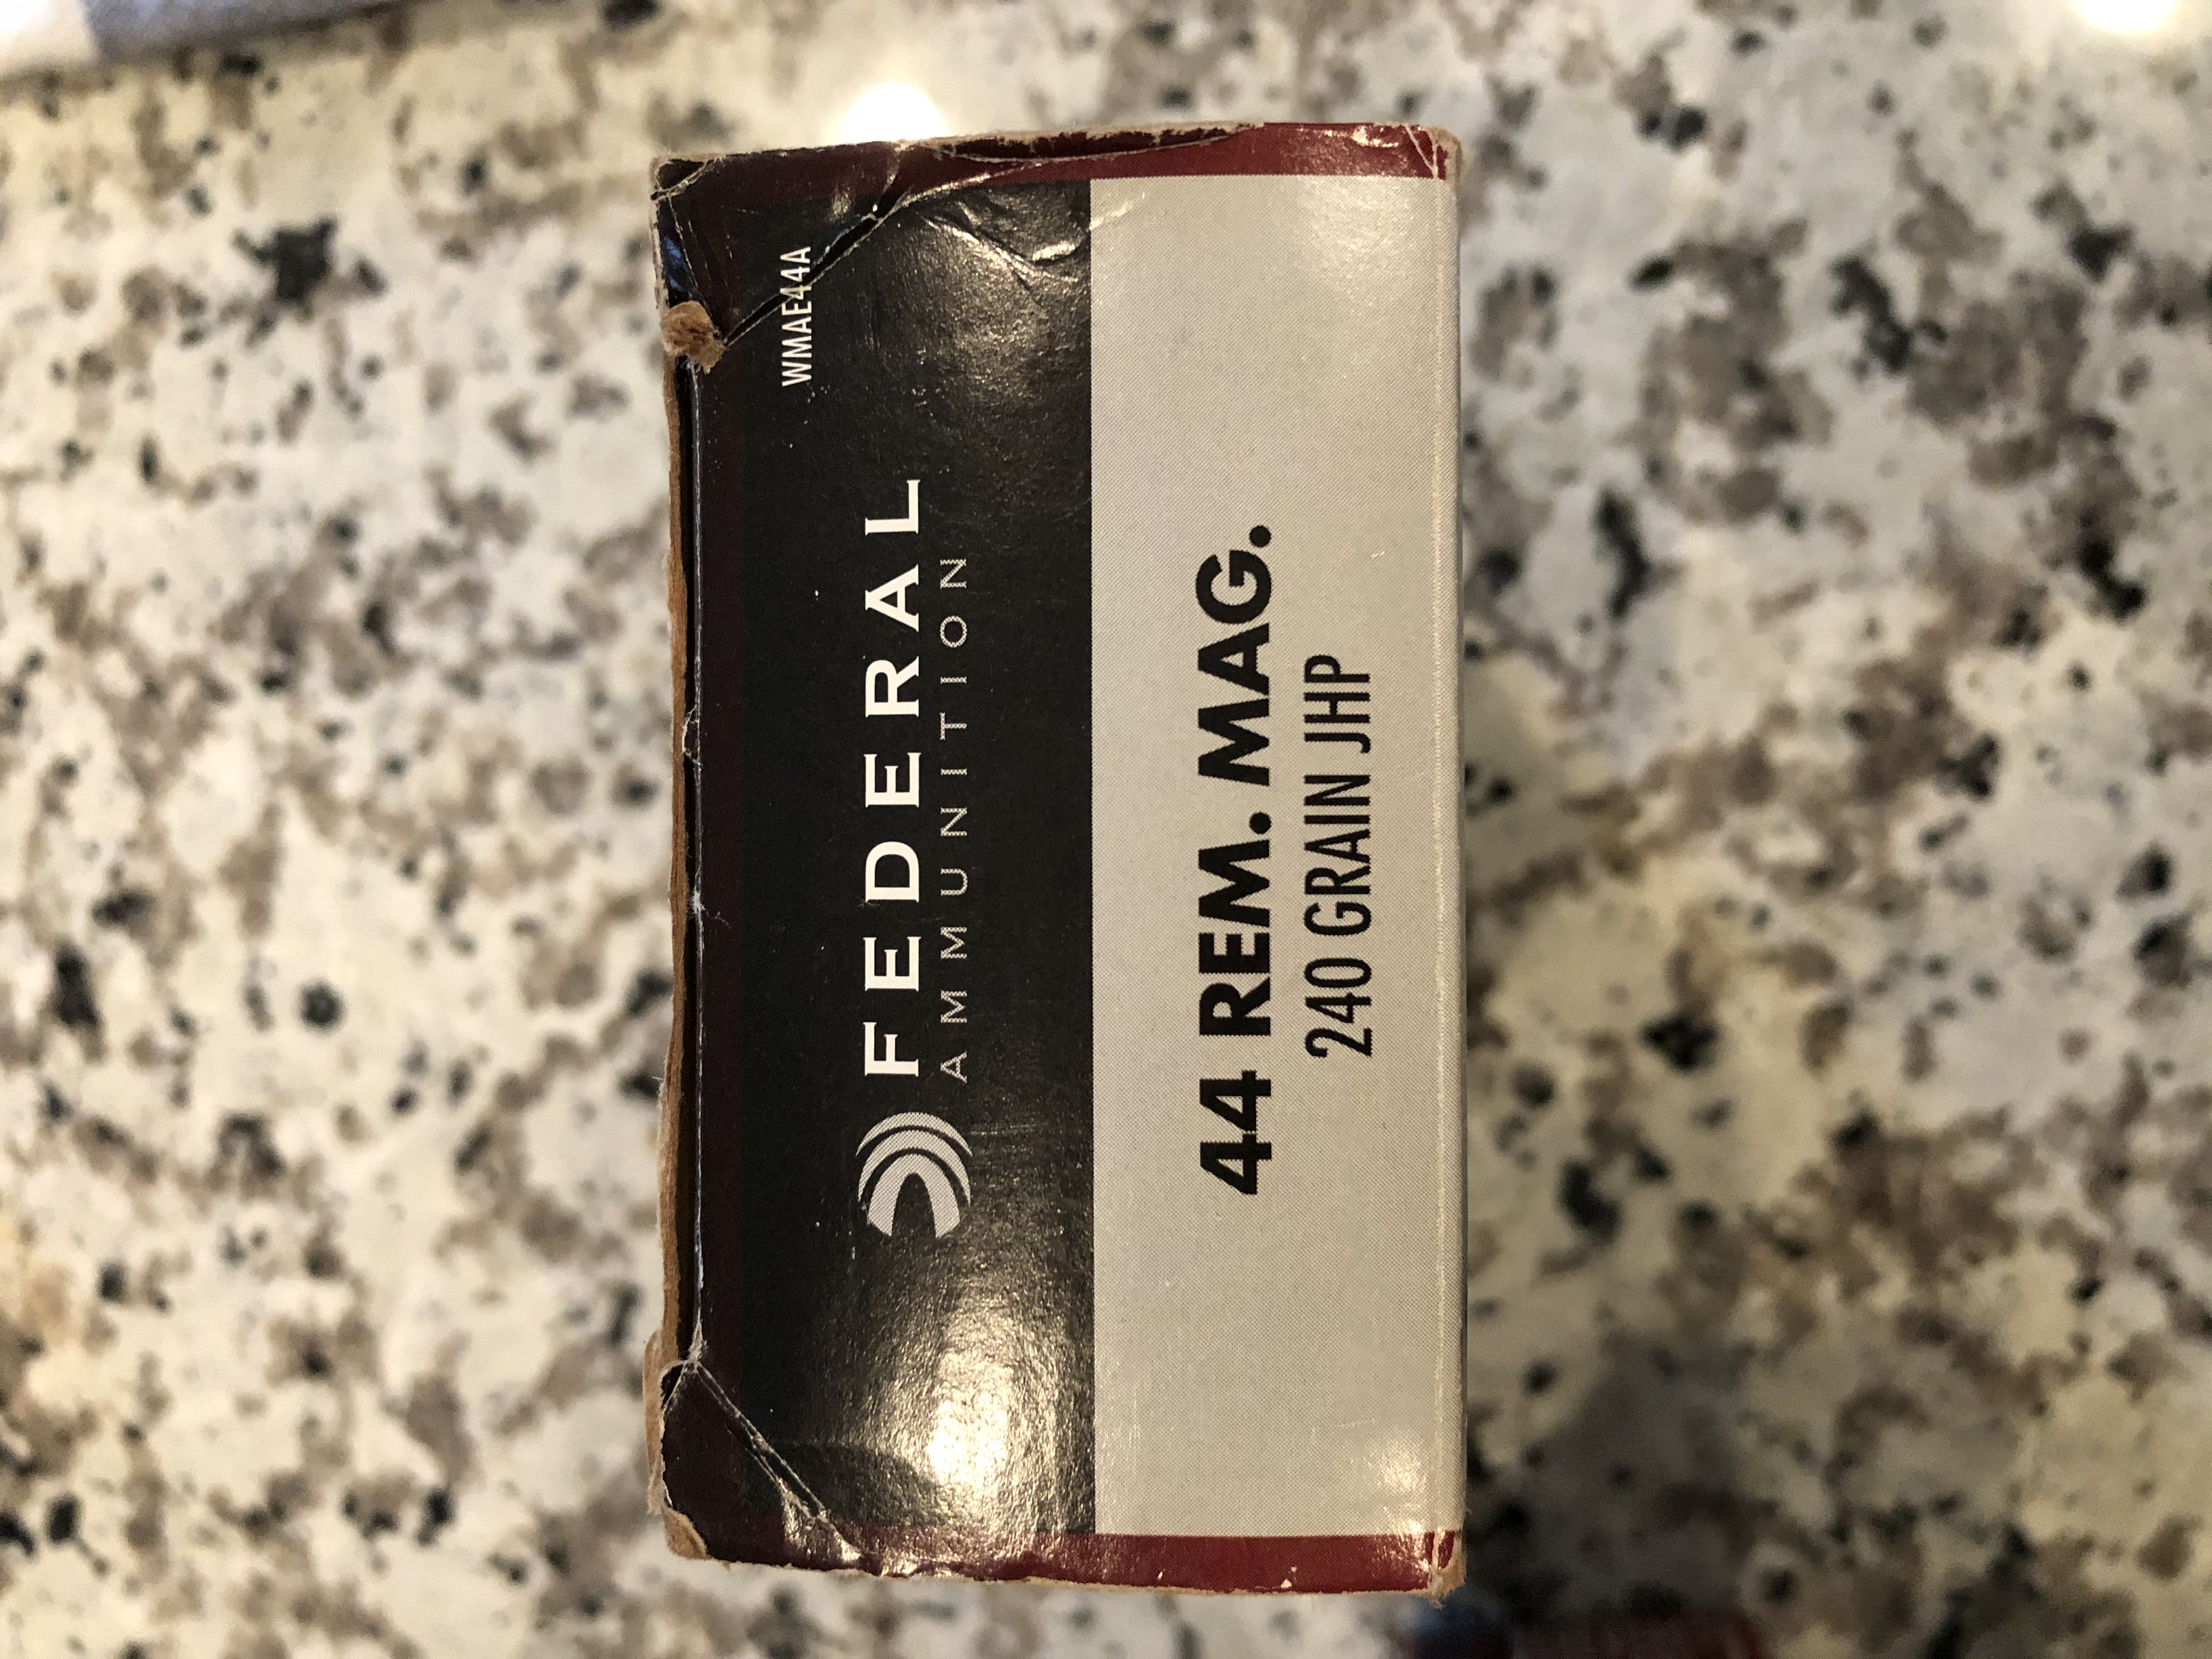 WMAE44A
FEDERAL
AMMUNITION
44 REM. MAG.
240 GRAIN JHP